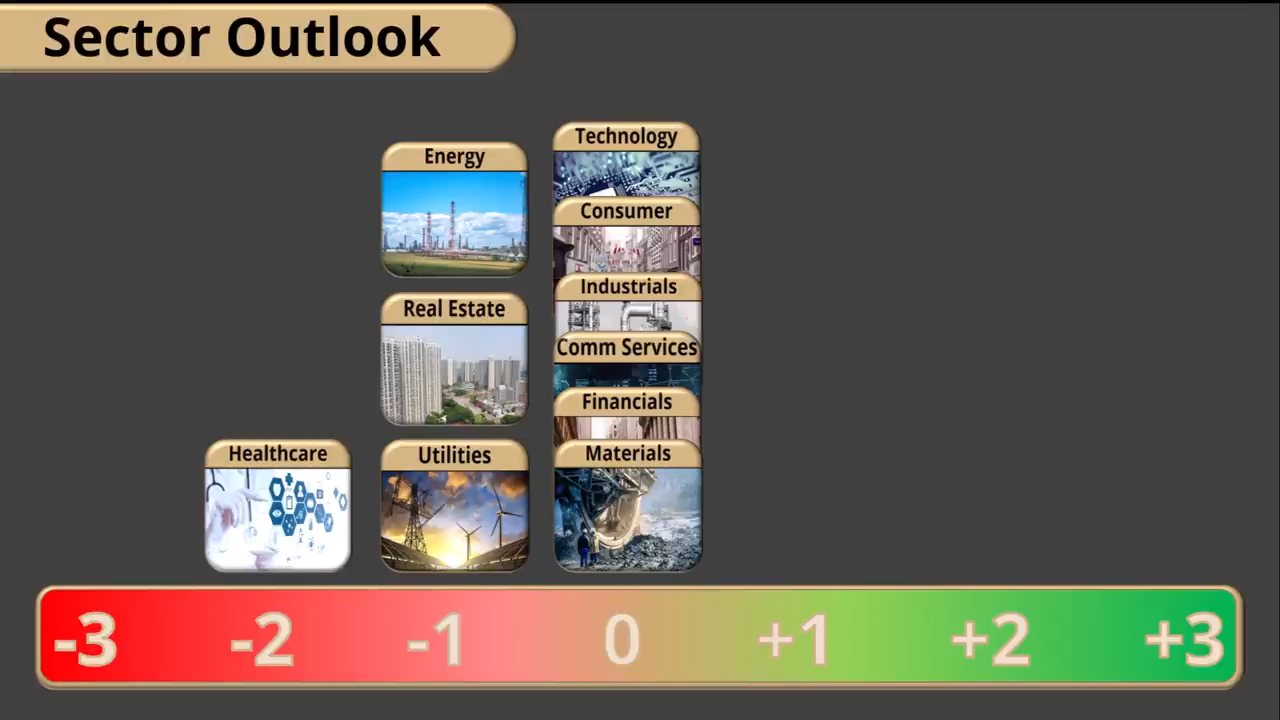 Sector Outlook
Technology
Energy
Consumer
Industrials
Real Estate
Comm Services
Financials
Healthcare
Utilities
Materials
-3 -2 -1 0 +1 +2 +3